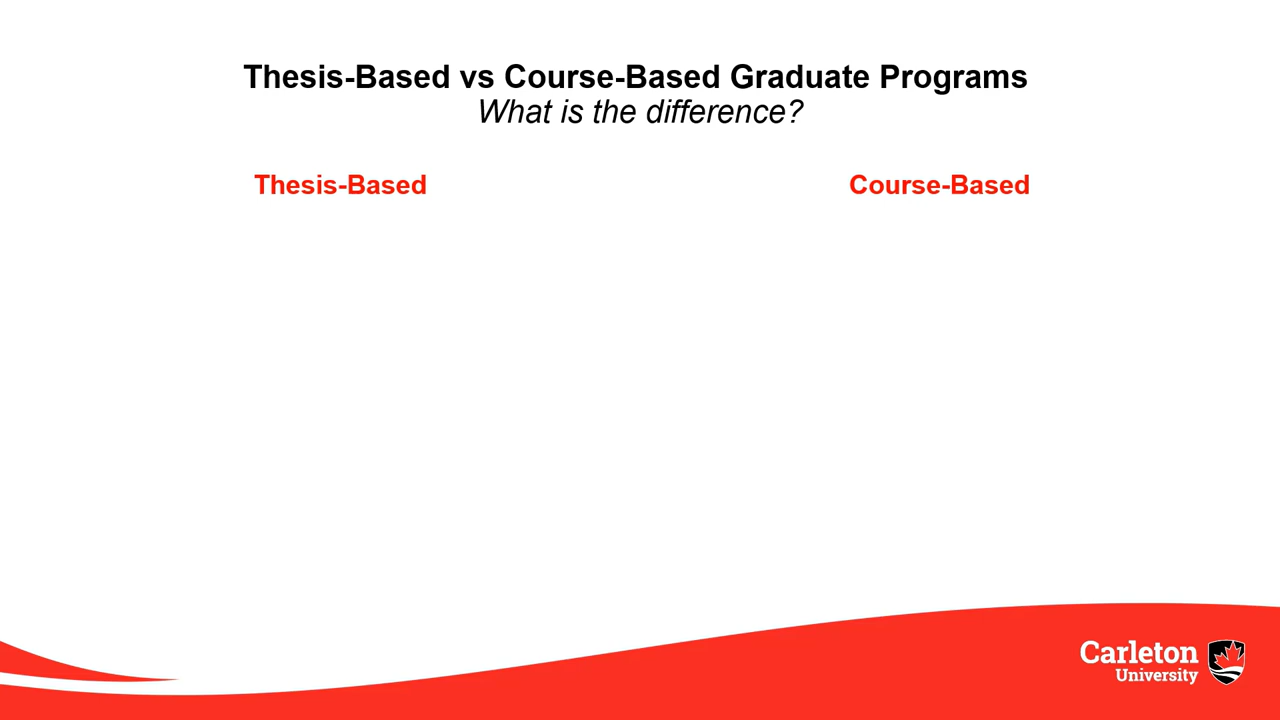 Thesis-Based vs Course-Based Graduate Programs
What is the difference?
Thesis-Based
Course-Based
Carleton
University